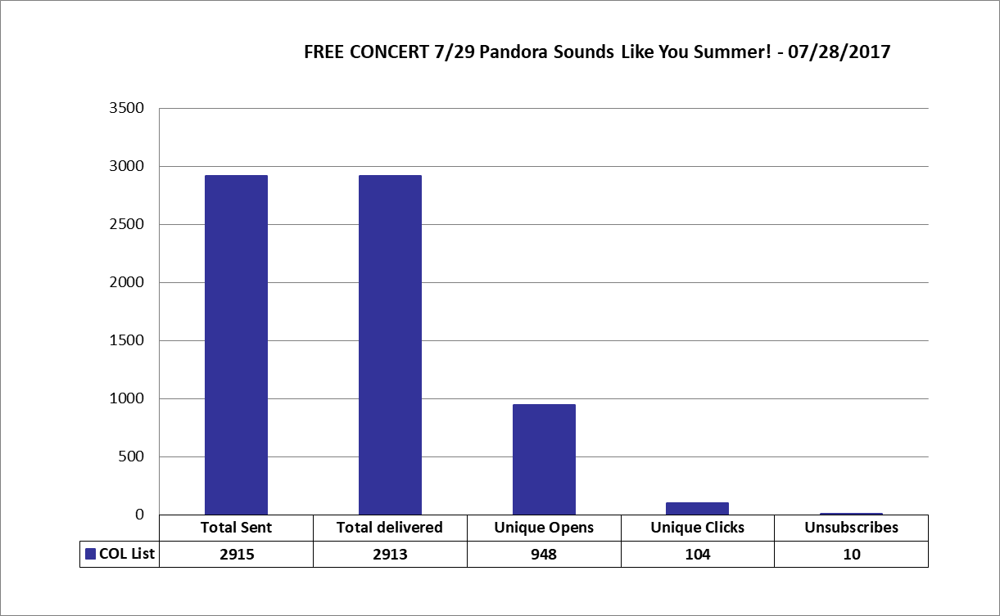 FREE CONCERT 7/29 Pandora Sounds Like You Summer! - 07/28/2017
3500
3000
2500
2000
1500
1000
500
0
Total Sent Total delivered Unique Opens Unique Clicks Unsubscribes
COL List 2915 2913 948 104 10